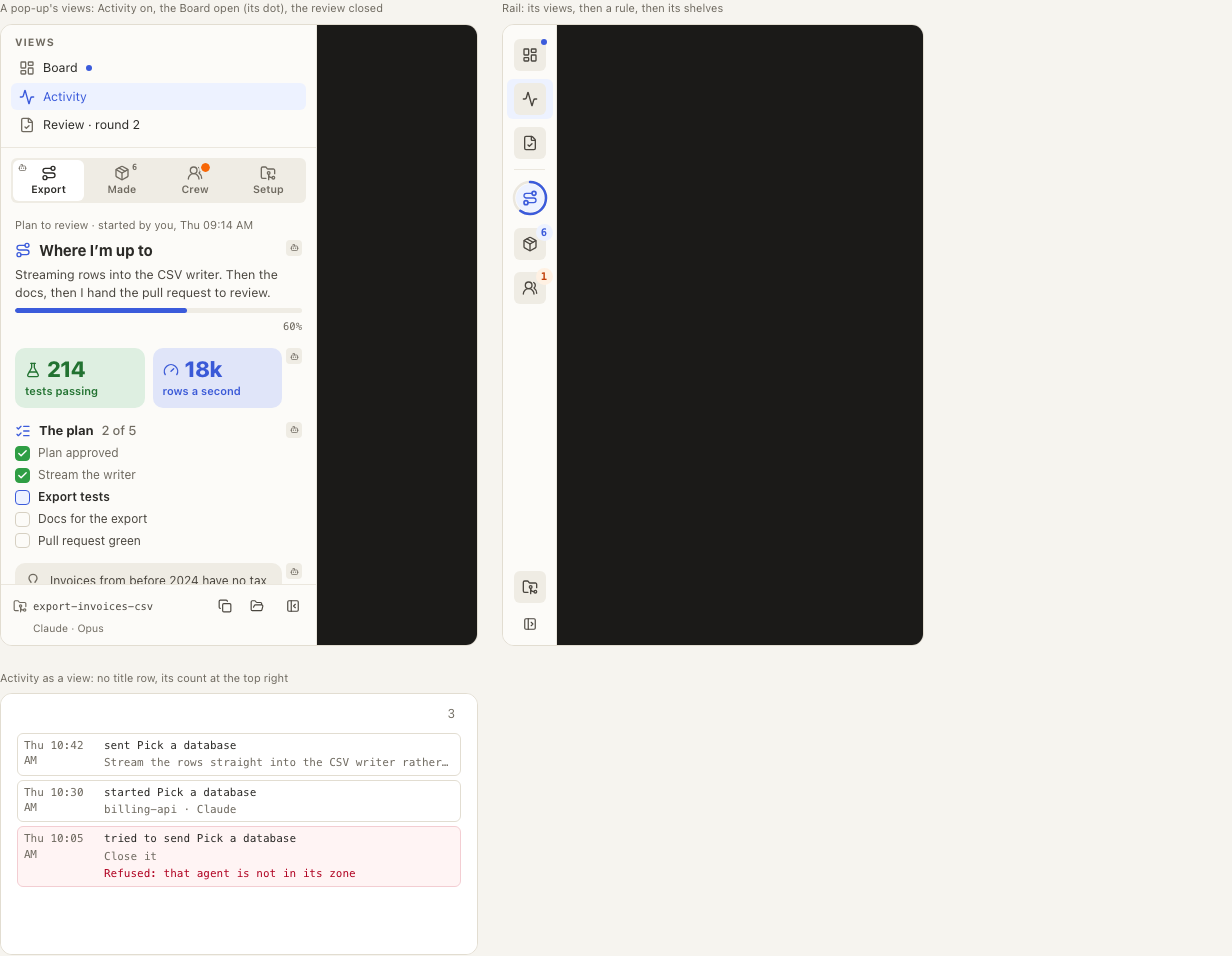 A pop-up's views: Activity on, the Board open (its dot), the review closed
VIEWS
Board
Activity
Review · round 2
Export
6
Made
Crew
Setup
Plan to review · started by you, Thu 09:14 AM
Where I'm up to
Streaming rows into the CSV writer. Then the
docs, then I hand the pull request to review.
60%
214
tests passing
18k
rows a second
The plan 2 of 5
Plan approved
Stream the writer
Export tests
Docs for the export
Pull request green
Invoices from before 2024 have no tax
export-invoices-csv
Claude · Opus
Rail: its views, then a rule, then its shelves
6
1
Activity as a view: no title row, its count at the top right
3
Thu 10:42 AM
sent Pick a database
Stream the rows straight into the CSV writer rather…
Thu 10:30 AM
started Pick a database
billing-api · Claude
Thu 10:05 AM
tried to send Pick a database
Close it
Refused: that agent is not in its zone